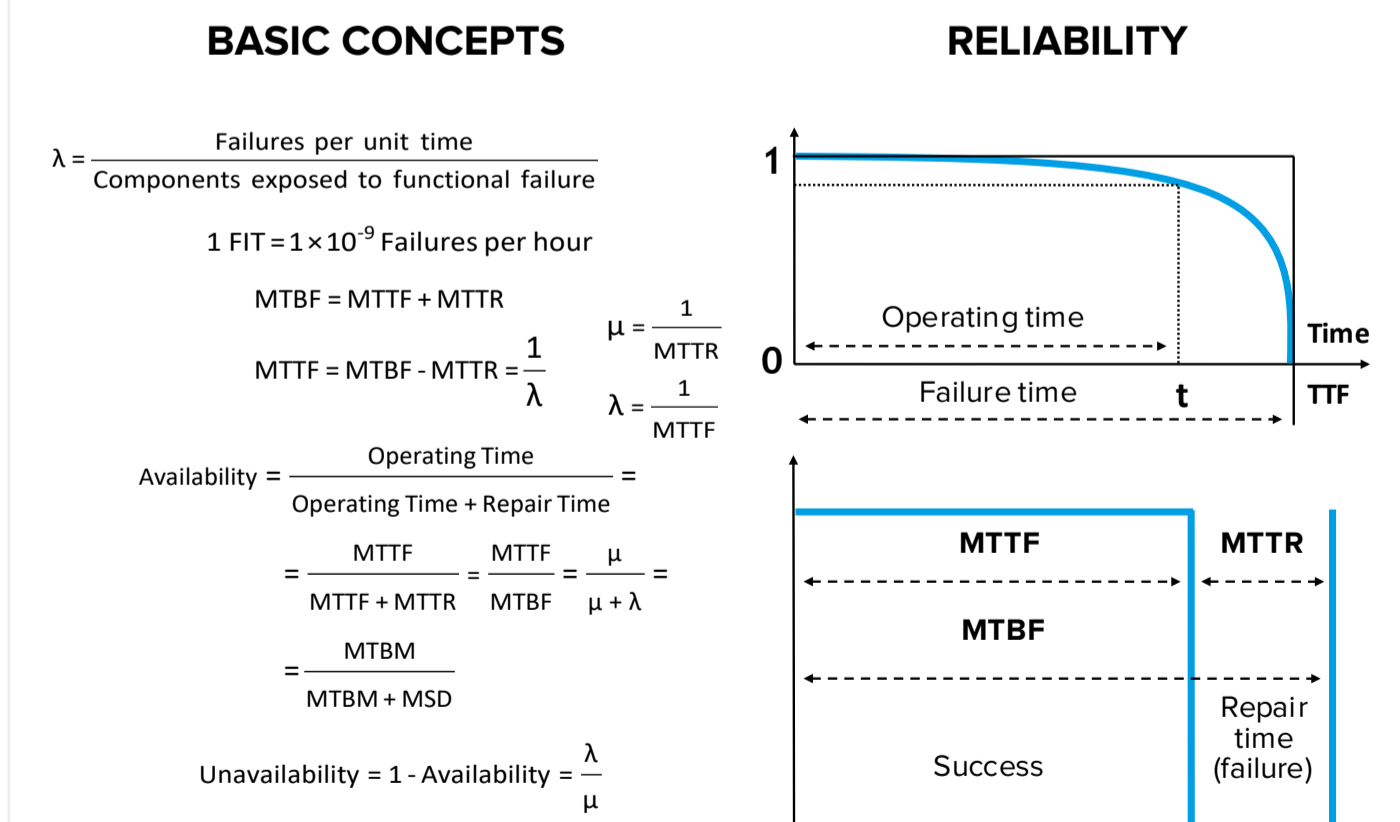 BASIC CONCEPTS
λ = Failures per unit time / Components exposed to functional failure
1 FIT = 1 × 10⁻⁹ Failures per hour
MTBF = MTTF + MTTR
μ = 1 / MTTR
MTTF = MTBF - MTTR = 1 / λ
λ = 1 / MTTF
Availability = Operating Time / Operating Time + Repair Time =
= MTTF / MTTF + MTTR = MTTF / MTBF = μ / μ + λ =
= MTBM / MTBM + MSD
Unavailability = 1 - Availability = λ / μ
RELIABILITY
1
Operating time
Time
0
Failure time
t
TTF
MTTF
MTTR
MTBF
Repair
time
(failure)
Success